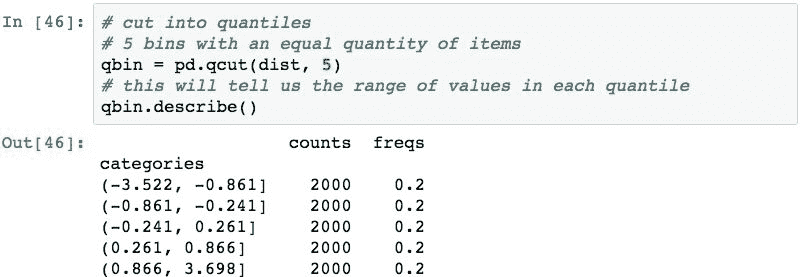 In [46]: # cut into quantiles
# 5 bins with an equal quantity of items
qbin = pd.qcut(dist, 5)
# this will tell us the range of values in each quantile
qbin.describe()
Out[46]: counts freqs
categories
(-3.522, -0.861] 2000 0.2
(-0.861, -0.241] 2000 0.2
(-0.241, 0.261] 2000 0.2
(0.261, 0.866] 2000 0.2
(0.866, 3.698] 2000 0.2